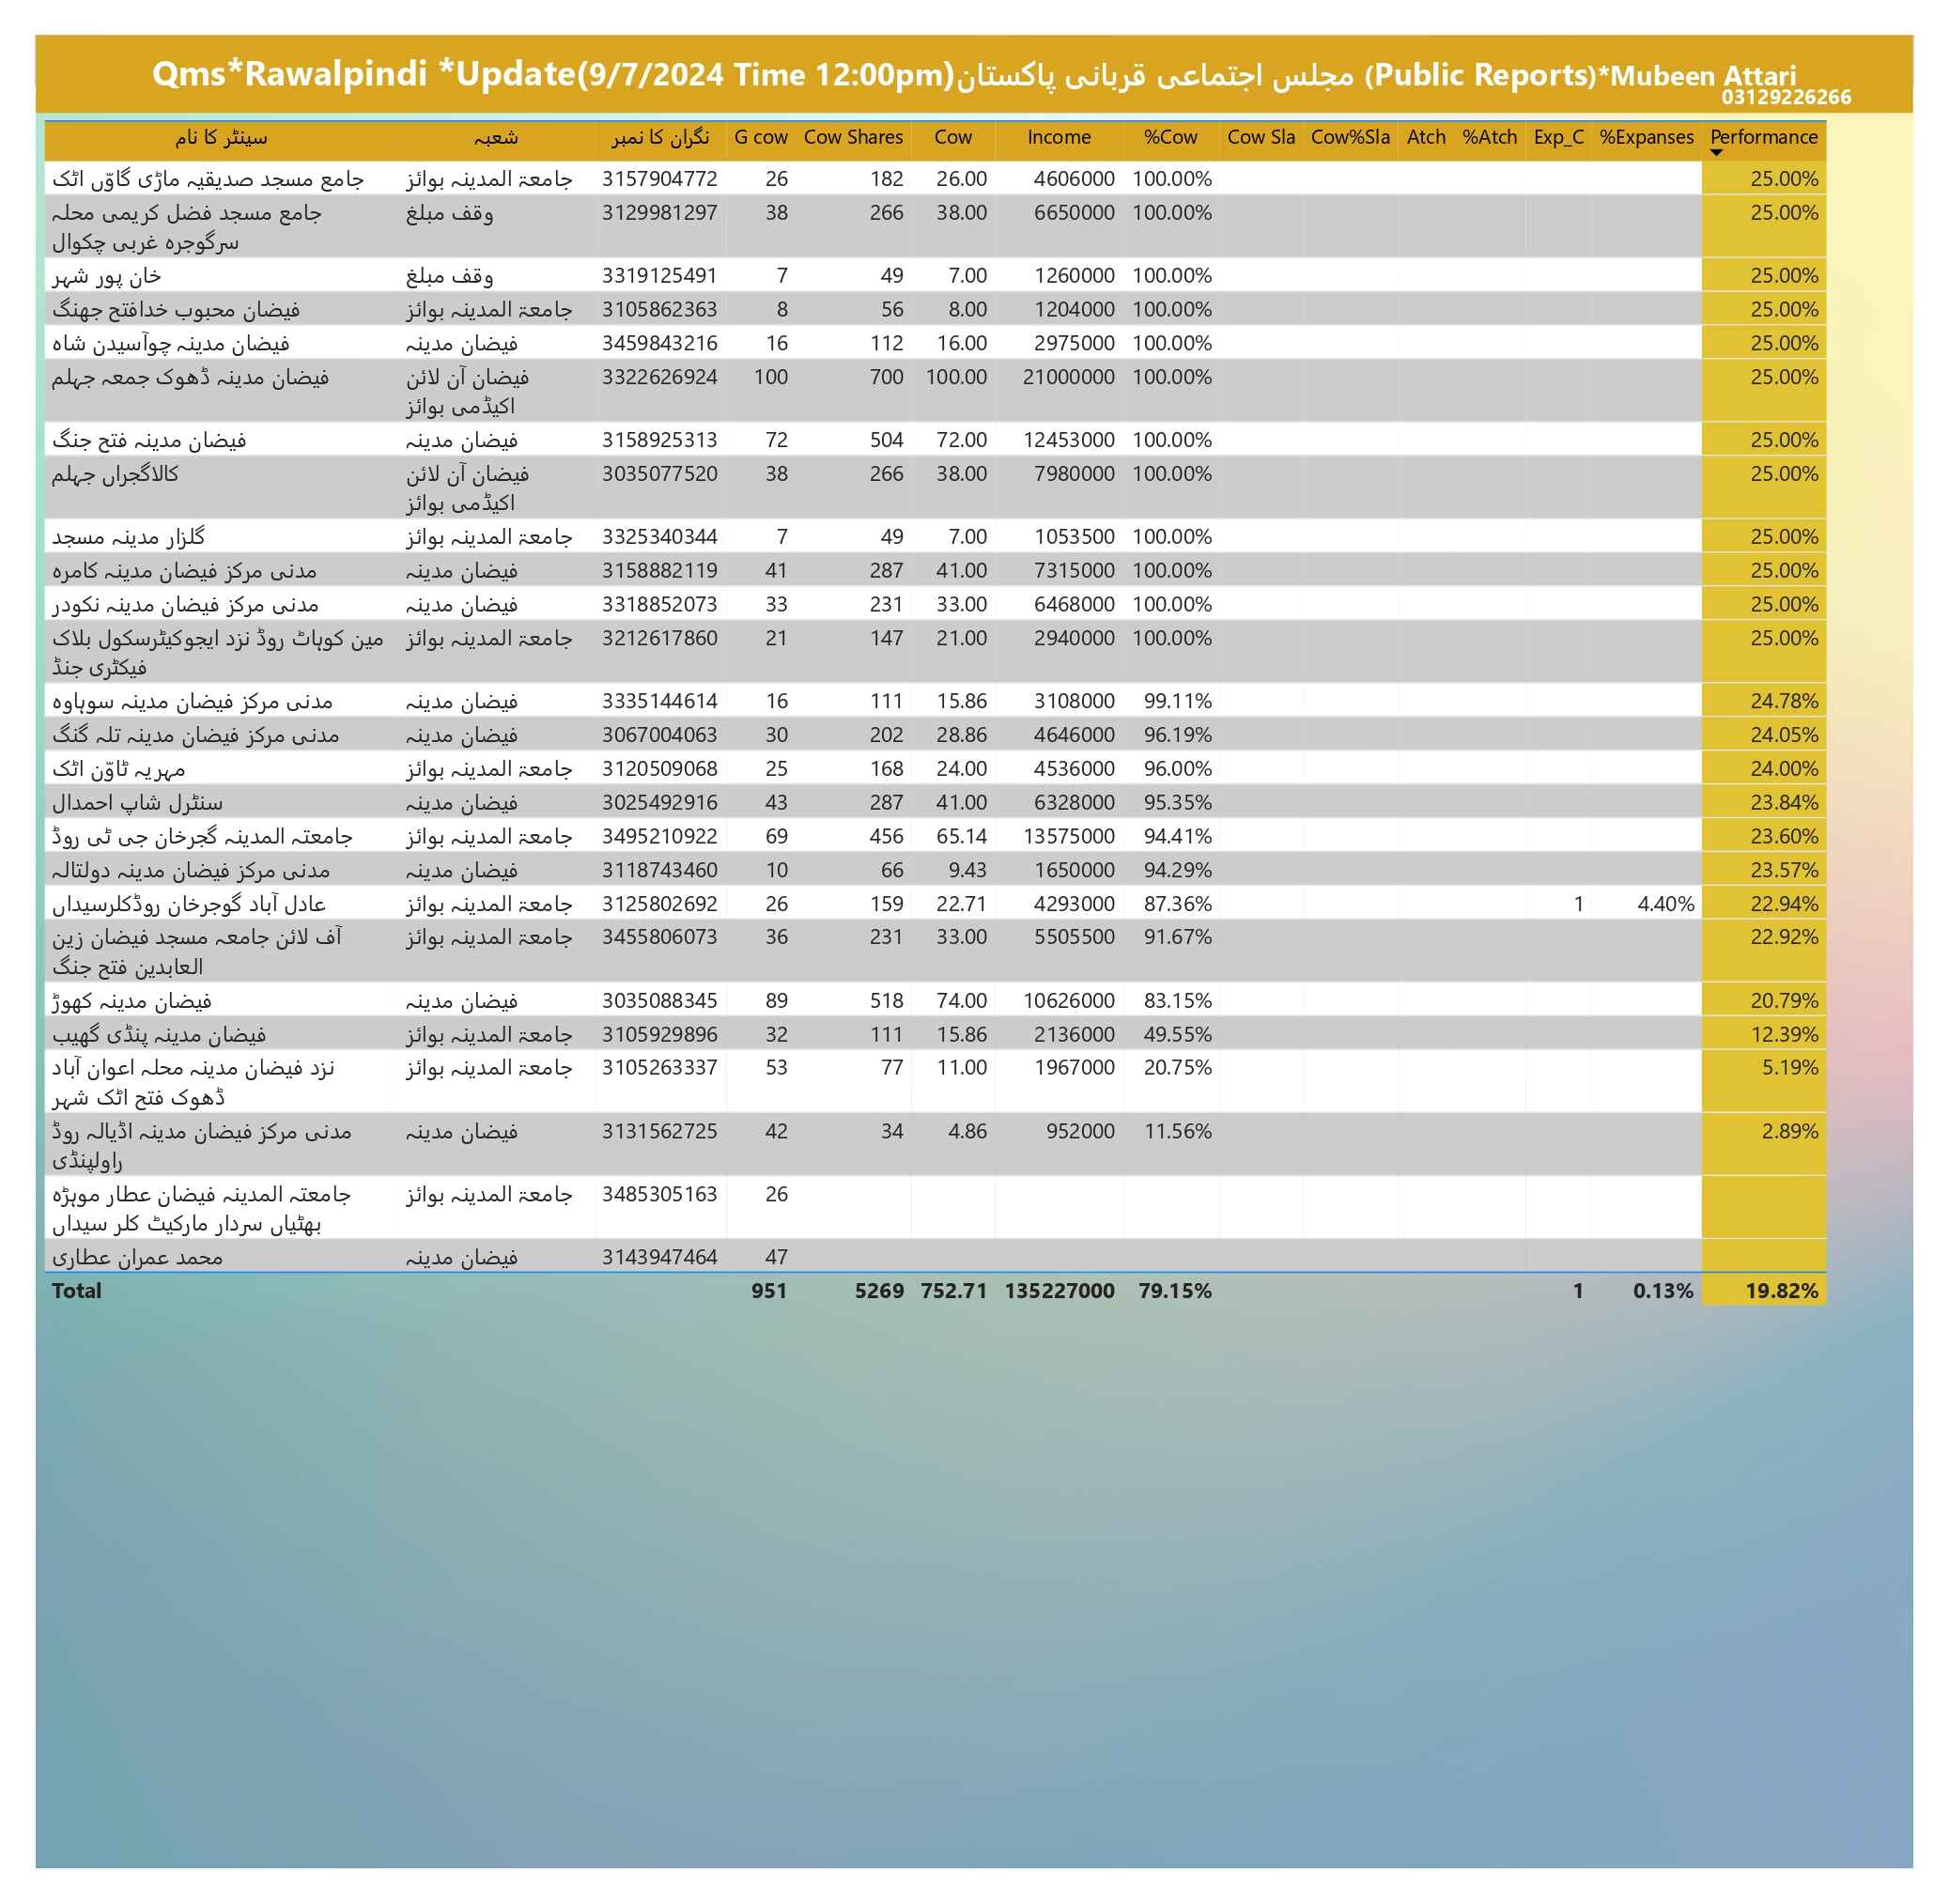 Qms*Rawalpindi *Update(9/7/2024 Time 12:00pm)مجلس اجتماعی قربانی پاکستان (Public Reports)*Mubeen Attari
03129226266
سینٹر کا نام شعبہ نگران کا نمبر G cow Cow Shares Cow Income %Cow Cow Sla Cow%Sla Atch %Atch Exp_C %Expanses Performance
جامع مسجد صدیقیہ ماڑی گاؤں اٹک جامعۃ المدینہ بوائز 3157904772 26 182 26.00 4606000 100.00% 25.00%
جامع مسجد فضل کریمی محلہ وقف مبلغ 3129981297 38 266 38.00 6650000 100.00% 25.00%
سرگوجرہ غربی چکوال
خان پور شہر وقف مبلغ 3319125491 7 49 7.00 1260000 100.00% 25.00%
فیضان محبوب خدافتح جھنگ جامعۃ المدینہ بوائز 3105862363 8 56 8.00 1204000 100.00% 25.00%
فیضان مدینہ چوآسیدن شاہ فیضان مدینہ 3459843216 16 112 16.00 2975000 100.00% 25.00%
فیضان مدینہ ڈھوک جمعہ جہلم فیضان آن لائن 3322626924 100 700 100.00 21000000 100.00% 25.00%
اکیڈمی بوائز
فیضان مدینہ فتح جنگ فیضان مدینہ 3158925313 72 504 72.00 12453000 100.00% 25.00%
کالاگجراں جہلم فیضان آن لائن 3035077520 38 266 38.00 7980000 100.00% 25.00%
اکیڈمی بوائز
گلزار مدینہ مسجد جامعۃ المدینہ بوائز 3325340344 7 49 7.00 1053500 100.00% 25.00%
مدنی مرکز فیضان مدینہ کامرہ فیضان مدینہ 3158882119 41 287 41.00 7315000 100.00% 25.00%
مدنی مرکز فیضان مدینہ نکودر فیضان مدینہ 3318852073 33 231 33.00 6468000 100.00% 25.00%
مین کوہاٹ روڈ نزد ایجوکیٹرسکول بلاک جامعۃ المدینہ بوائز 3212617860 21 147 21.00 2940000 100.00% 25.00%
فیکٹری جنڈ
مدنی مرکز فیضان مدینہ سوہاوہ فیضان مدینہ 3335144614 16 111 15.86 3108000 99.11% 24.78%
مدنی مرکز فیضان مدینہ تلہ گنگ فیضان مدینہ 3067004063 30 202 28.86 4646000 96.19% 24.05%
مہریہ ٹاؤن اٹک جامعۃ المدینہ بوائز 3120509068 25 168 24.00 4536000 96.00% 24.00%
سنٹرل شاپ احمدال فیضان مدینہ 3025492916 43 287 41.00 6328000 95.35% 23.84%
جامعتہ المدینہ گجرخان جی ٹی روڈ جامعۃ المدینہ بوائز 3495210922 69 456 65.14 13575000 94.41% 23.60%
مدنی مرکز فیضان مدینہ دولتالہ فیضان مدینہ 3118743460 10 66 9.43 1650000 94.29% 23.57%
عادل آباد گوجرخان روڈکلرسیداں جامعۃ المدینہ بوائز 3125802692 26 159 22.71 4293000 87.36% 1 4.40% 22.94%
آف لائن جامعہ مسجد فیضان زین جامعۃ المدینہ بوائز 3455806073 36 231 33.00 5505500 91.67% 22.92%
العابدین فتح جنگ
فیضان مدینہ کھوڑ فیضان مدینہ 3035088345 89 518 74.00 10626000 83.15% 20.79%
فیضان مدینہ پنڈی گھیب جامعۃ المدینہ بوائز 3105929896 32 111 15.86 2136000 49.55% 12.39%
نزد فیضان مدینہ محلہ اعوان آباد جامعۃ المدینہ بوائز 3105263337 53 77 11.00 1967000 20.75% 5.19%
ڈھوک فتح اٹک شہر
مدنی مرکز فیضان مدینہ اڈیالہ روڈ فیضان مدینہ 3131562725 42 34 4.86 952000 11.56% 2.89%
راولپنڈی
جامعتہ المدینہ فیضان عطار موہڑہ جامعۃ المدینہ بوائز 3485305163 26
بھٹیاں سردار مارکیٹ کلر سیداں
محمد عمران عطاری فیضان مدینہ 3143947464 47
Total 951 5269 752.71 135227000 79.15% 1 0.13% 19.82%